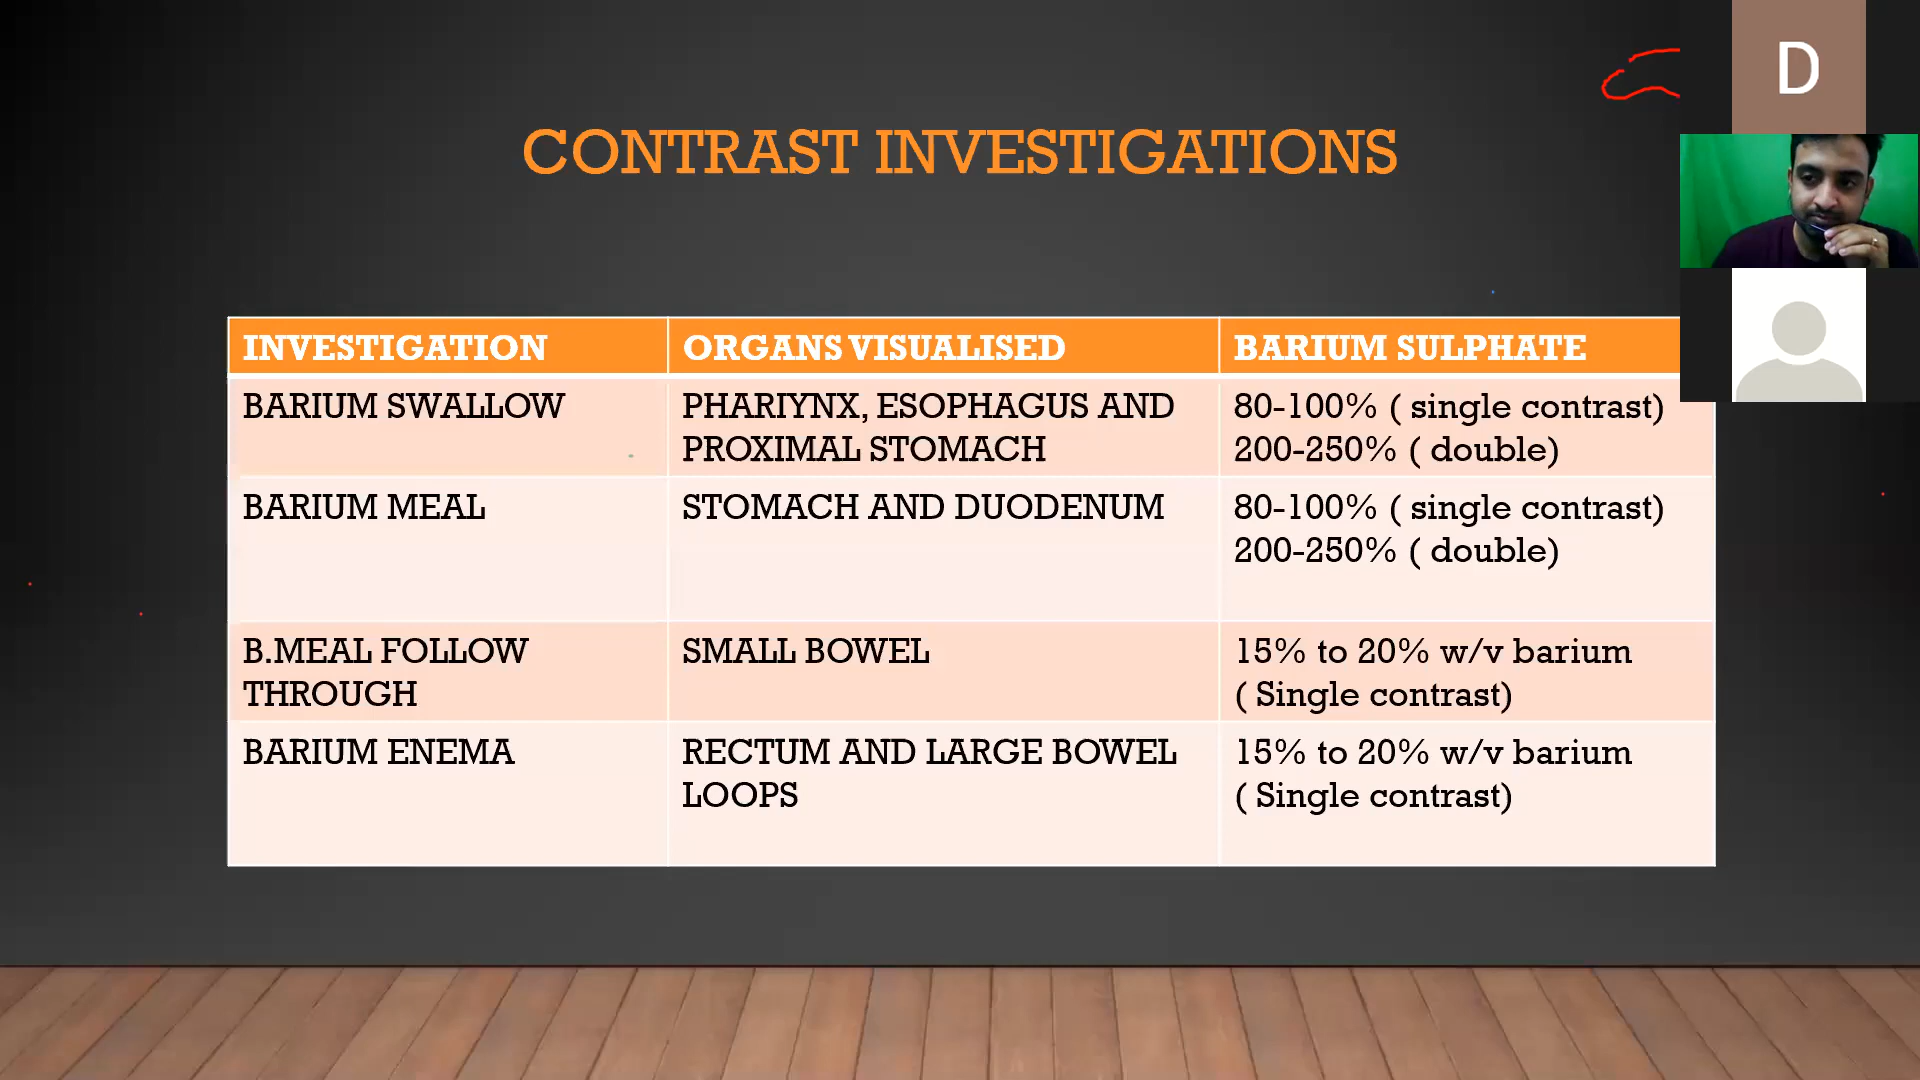 D
CONTRAST INVESTIGATIONS
INVESTIGATION
ORGANS VISUALISED
BARIUM SULPHATE
BARIUM SWALLOW
PHARIYNX, ESOPHAGUS AND
PROXIMAL STOMACH
80-100% ( single contrast)
200-250% ( double)
BARIUM MEAL
STOMACH AND DUODENUM
80-100% ( single contrast)
200-250% ( double)
B.MEAL FOLLOW
THROUGH
SMALL BOWEL
15% to 20% w/v barium
( Single contrast)
BARIUM ENEMA
RECTUM AND LARGE BOWEL
LOOPS
15% to 20% w/v barium
( Single contrast)